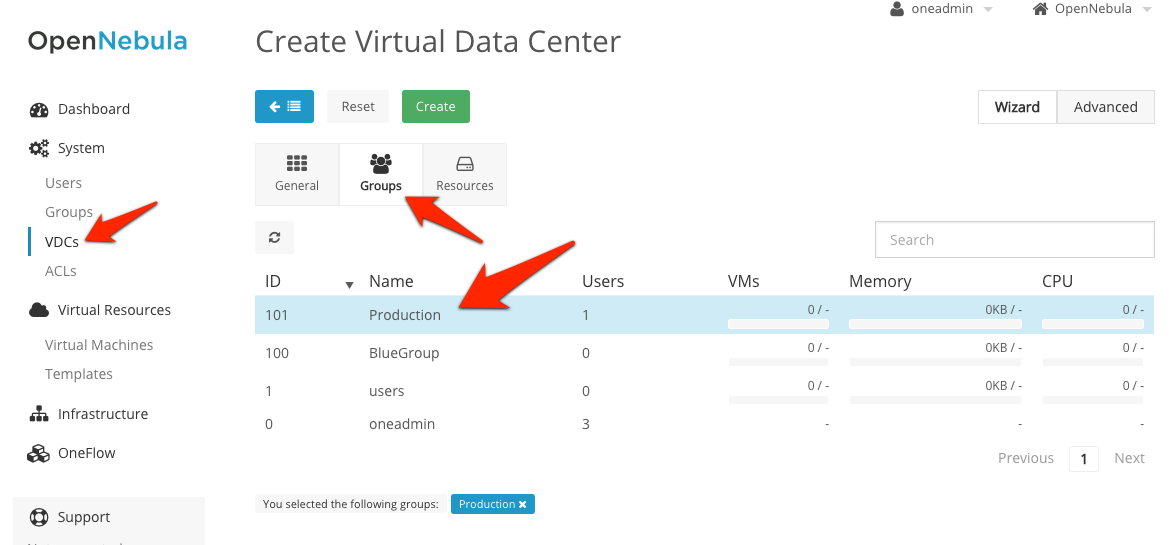 oneadmin
OpenNebula
OpenNebula
Create Virtual Data Center
Reset
Create
Wizard
Advanced
Dashboard
System
Users
Groups
VDCs
ACLs
Virtual Resources
Virtual Machines
Templates
Infrastructure
OneFlow
Support
General
Groups
Resources
Search
ID Name Users VMs Memory CPU
101 Production 1 0 / - 0KB / - 0 / -
100 BlueGroup 0 0 / - 0KB / - 0 / -
1 users 0 0 / - 0KB / - 0 / -
0 oneadmin 3 - - -
Previous 1 Next
You selected the following groups: Production